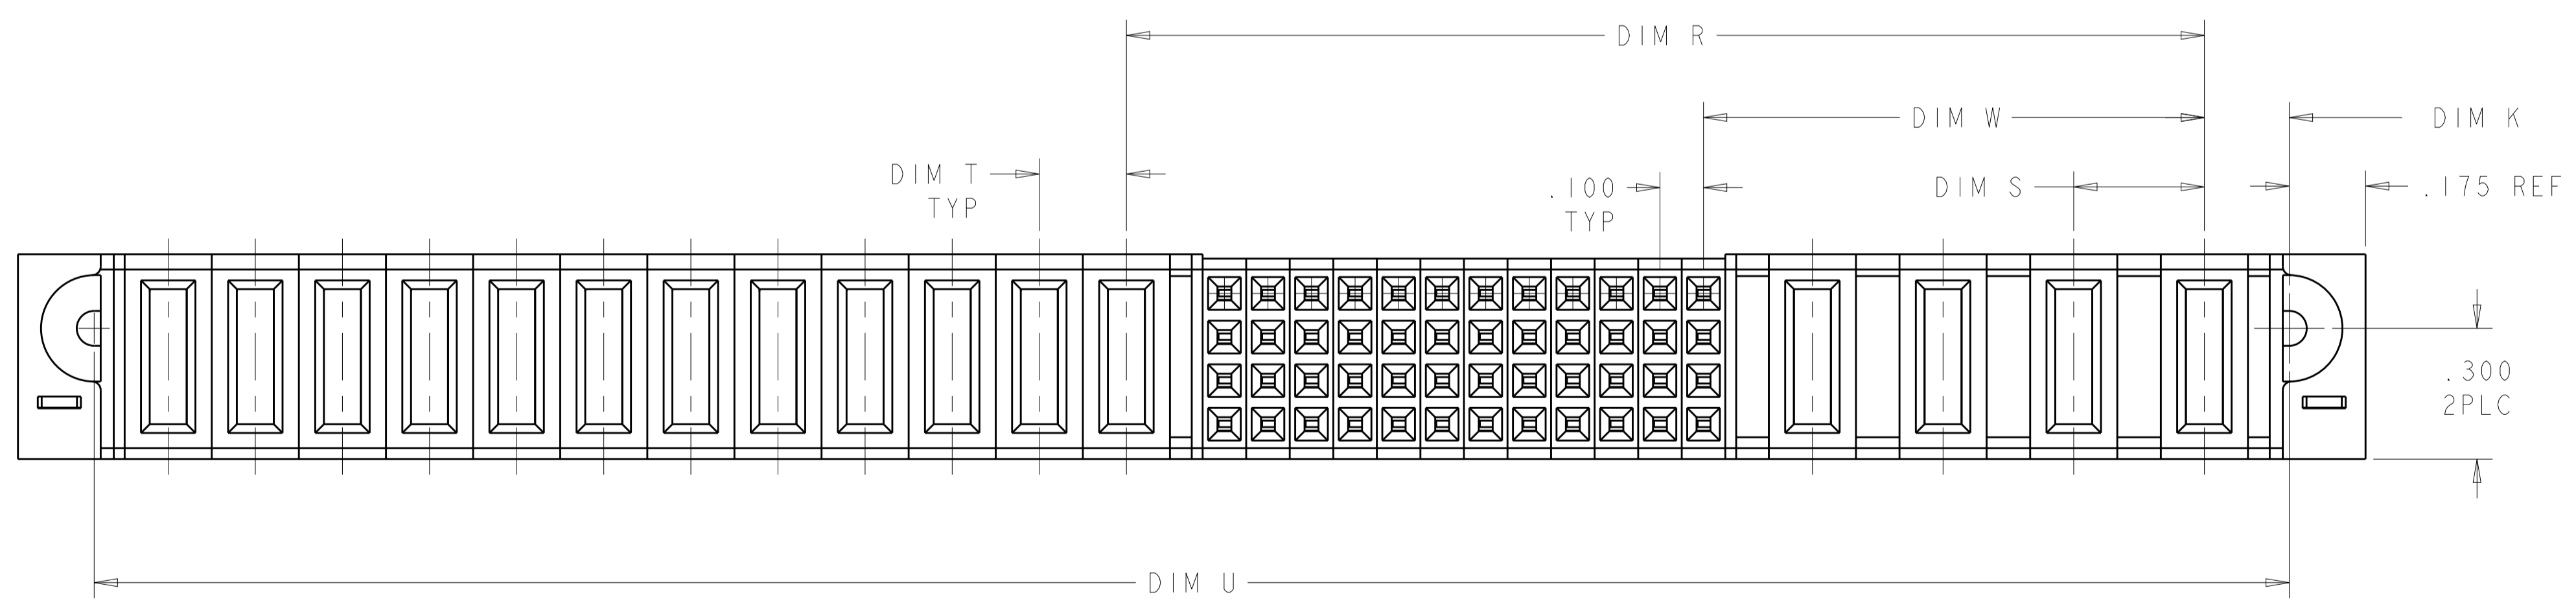 DIM R
DIM W
DIM K
DIM T
TYP
.100
TYP
DIM S
.175 REF
.300
2PLC
DIM U